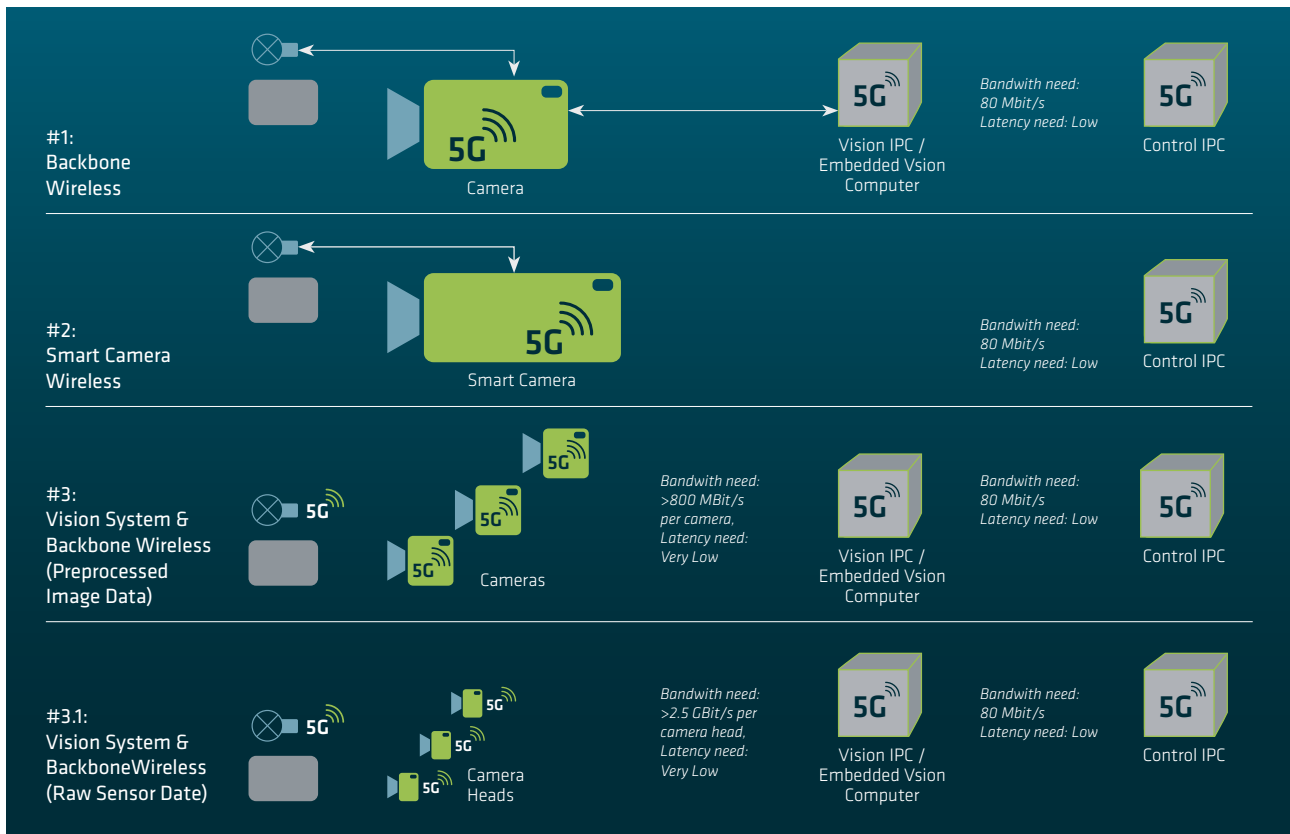 #1:
Backbone
Wireless
5G
Camera
5G
Vision IPC /
Embedded Vsion
Computer
Bandwith need:
80 Mbit/s
Latency need: Low
5G
Control IPC
#2:
Smart Camera
Wireless
5G
Smart Camera
Bandwith need:
80 Mbit/s
Latency need: Low
5G
Control IPC
#3:
Vision System &
Backbone Wireless
(Preprocessed
Image Data)
5G
5G
5G
5G
Cameras
Bandwith need:
>800 MBit/s
per camera,
Latency need:
Very Low
5G
Vision IPC /
Embedded Vsion
Computer
Bandwith need:
80 Mbit/s
Latency need: Low
5G
Control IPC
#3.1:
Vision System &
BackboneWireless
(Raw Sensor Date)
5G
5G
5G
5G
Camera
Heads
Bandwith need:
>2.5 GBit/s per
camera head,
Latency need:
Very Low
5G
Vision IPC /
Embedded Vsion
Computer
Bandwith need:
80 Mbit/s
Latency need: Low
5G
Control IPC